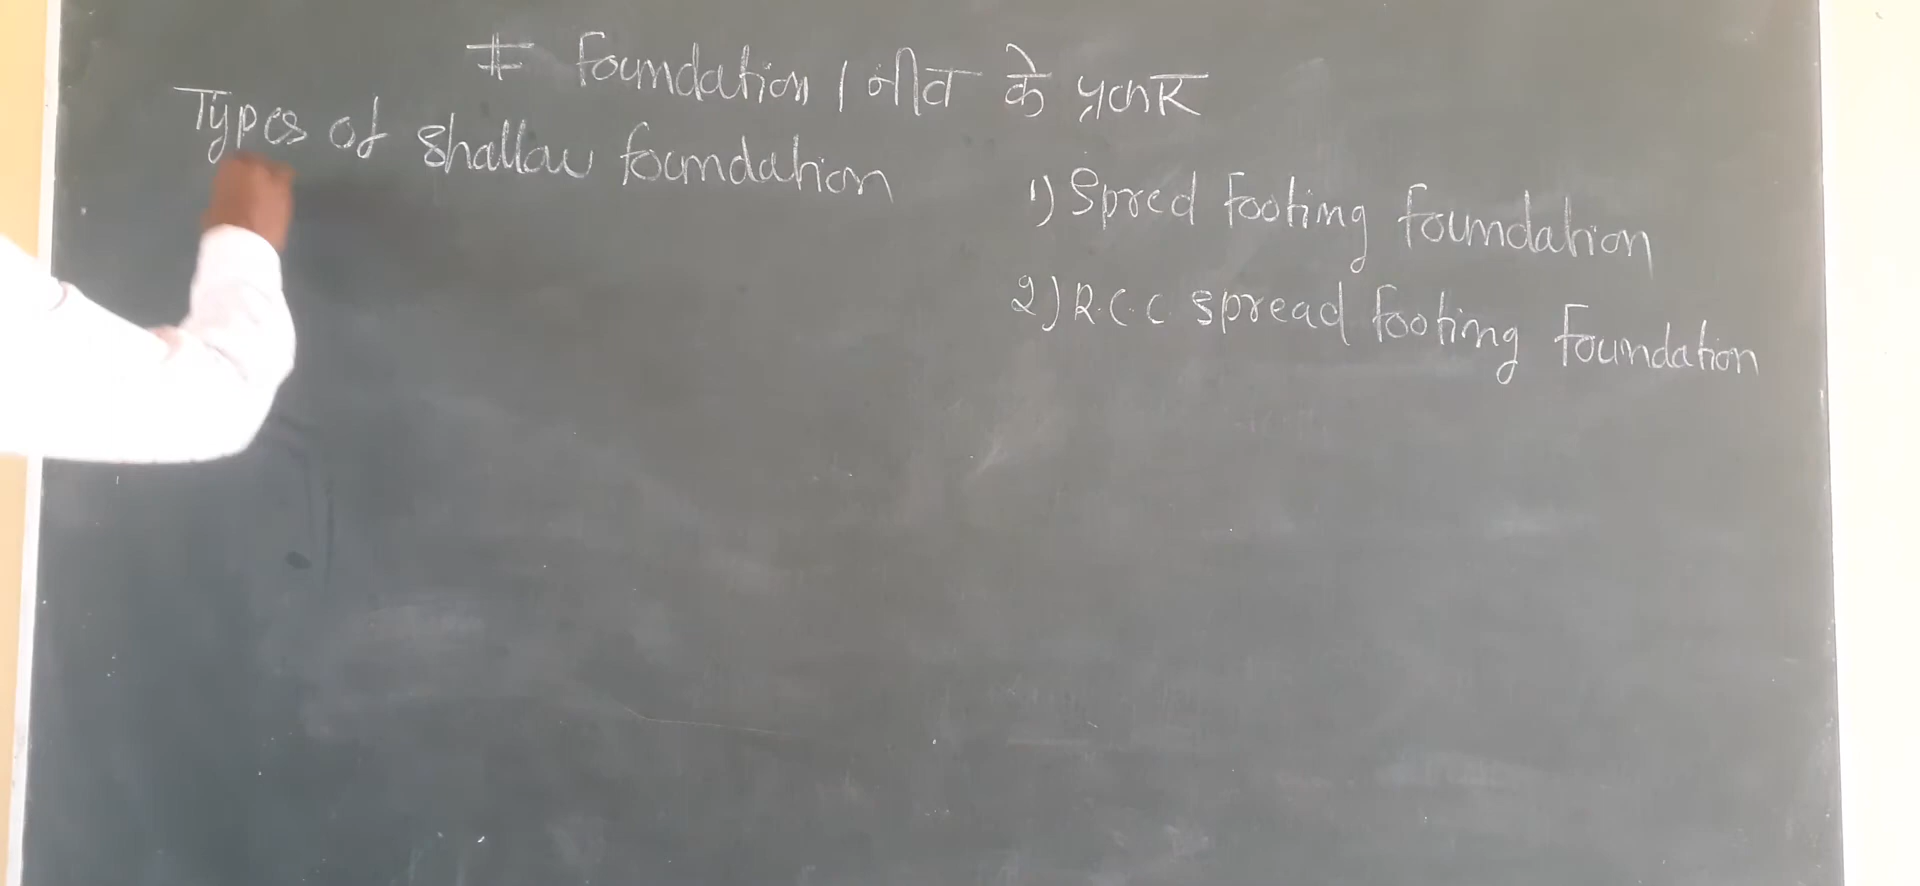 # Foundation / नीव के प्रकार
Types of Shallow foundation
1) Spred Footing foundation
2) R.C.C spread footing foundation